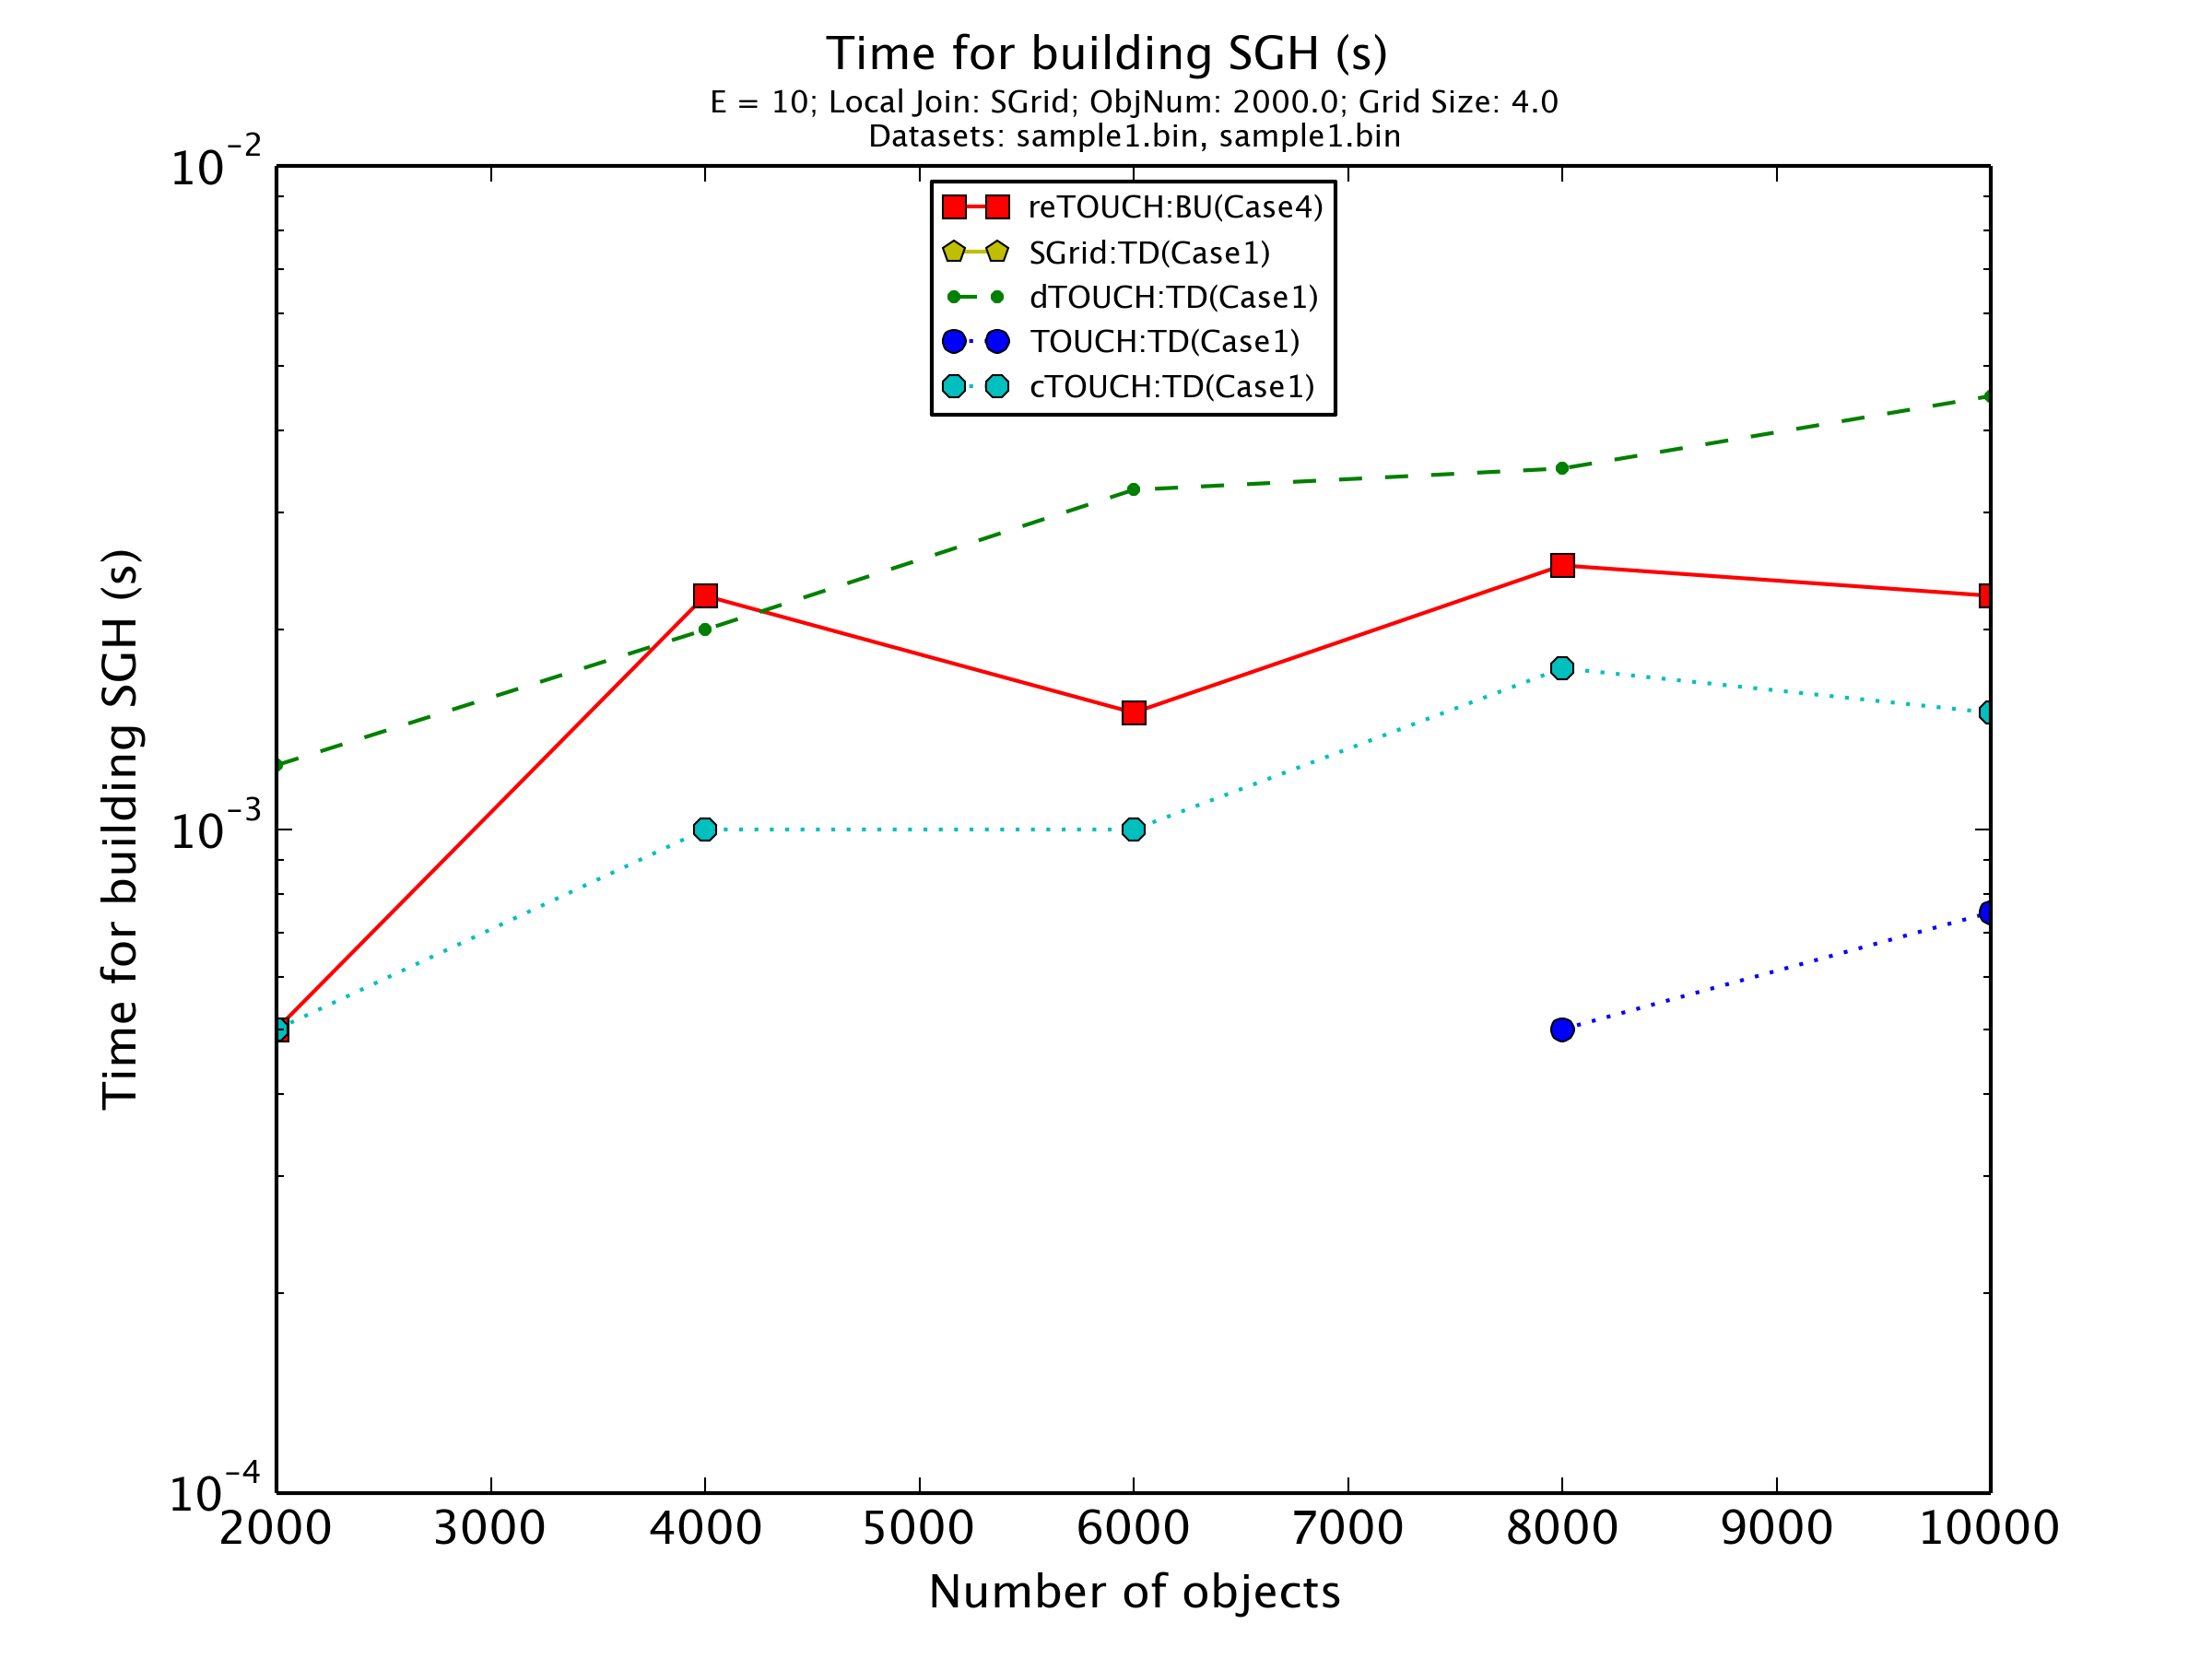 Time for building SGH (s)
E = 10; Local Join: SGrid; ObjNum: 2000.0; Grid Size: 4.0
Datasets: sample1.bin, sample1.bin
10⁻²
reTOUCH:BU(Case4)
SGrid:TD(Case1)
dTOUCH:TD(Case1)
TOUCH:TD(Case1)
cTOUCH:TD(Case1)
Time for building SGH (s)
10⁻³
10⁻⁴
2000 3000 4000 5000 6000 7000 8000 9000 10000
Number of objects